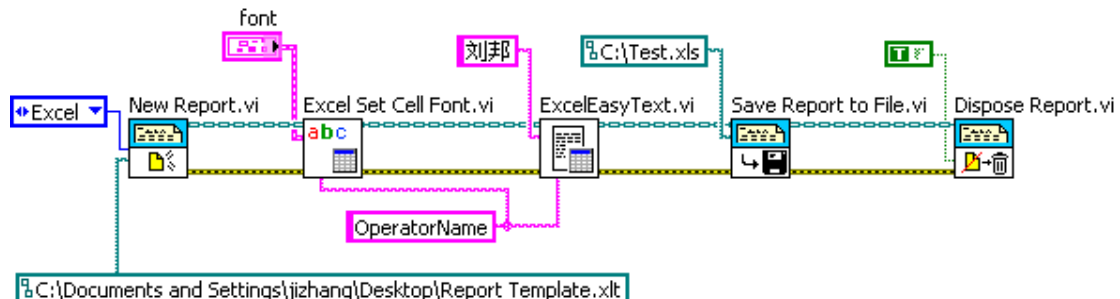 font
刘邦
C:\Test.xls
T
Excel
New Report.vi
Excel Set Cell Font.vi
ExcelEasyText.vi
Save Report to File.vi
Dispose Report.vi
abc
OperatorName
C:\Documents and Settings\jizhang\Desktop\Report Template.xlt